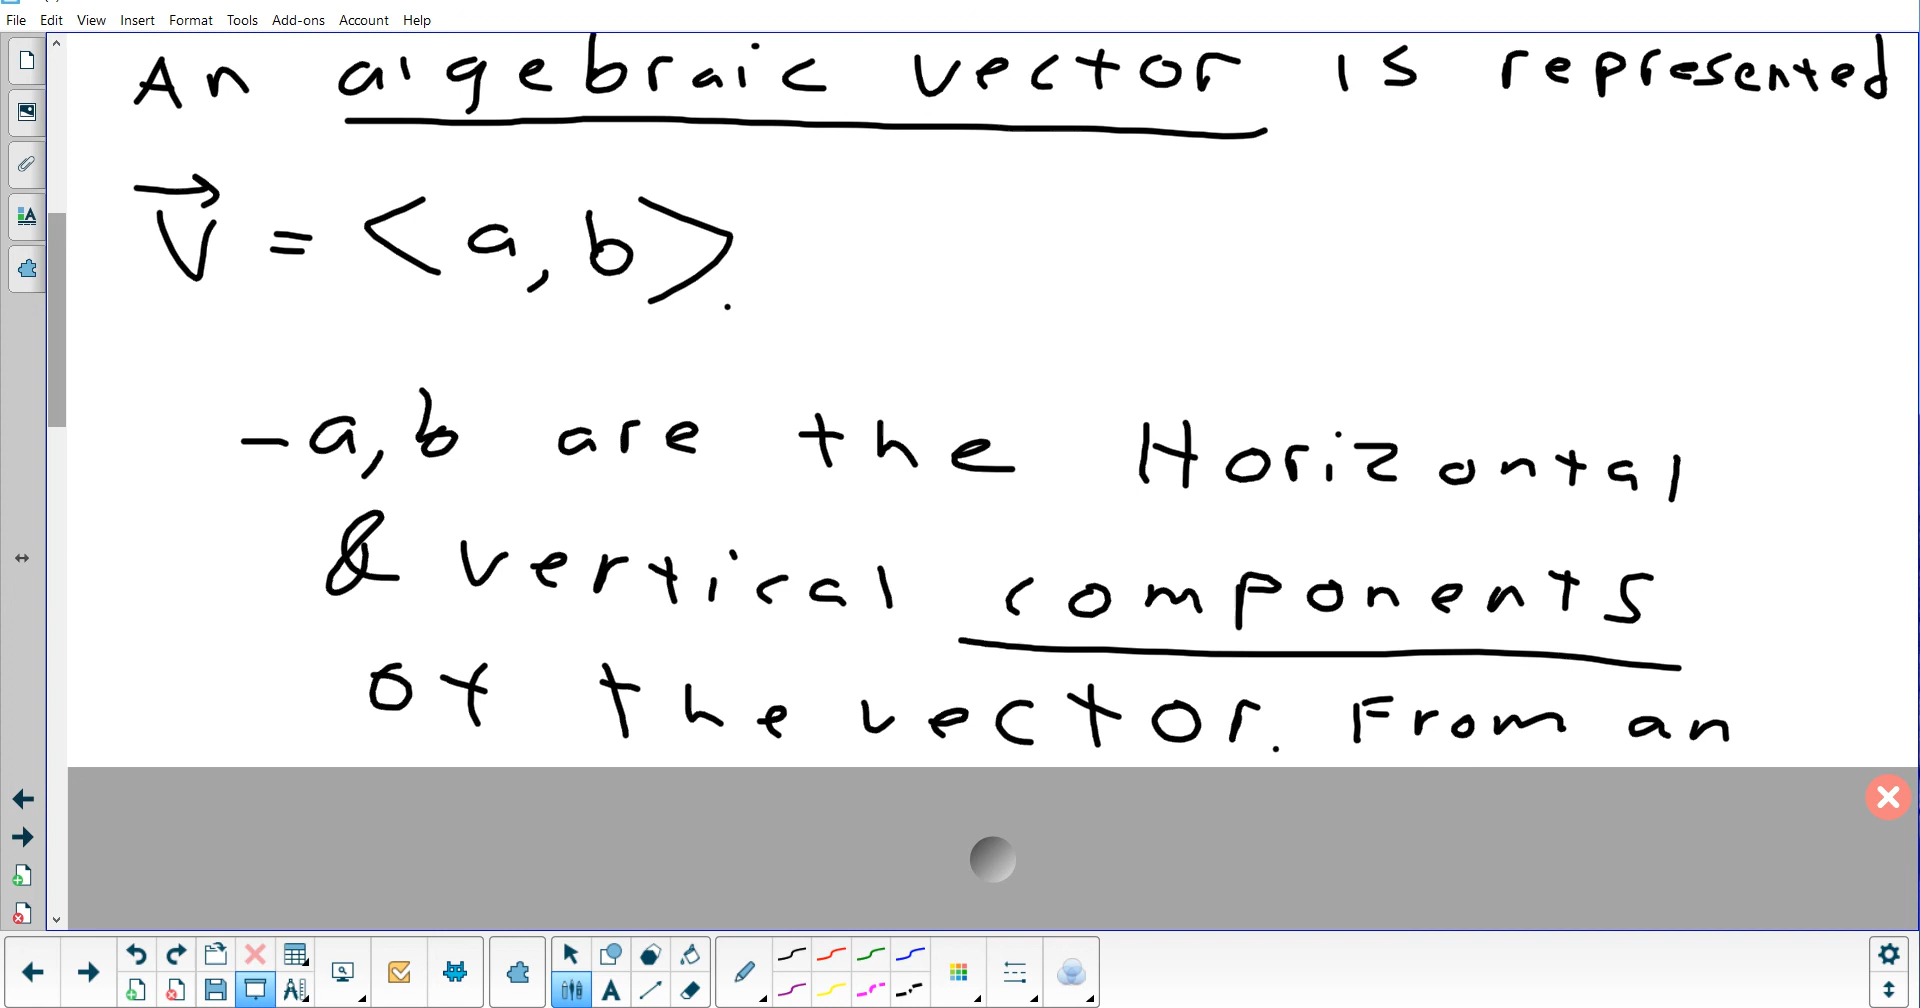 File Edit View Insert Format Tools Add-ons Account Help
An algebraic vector is represented
V⃗ = <a, b>.
- a, b are the Horizontal
& vertical components
of the vector. From an